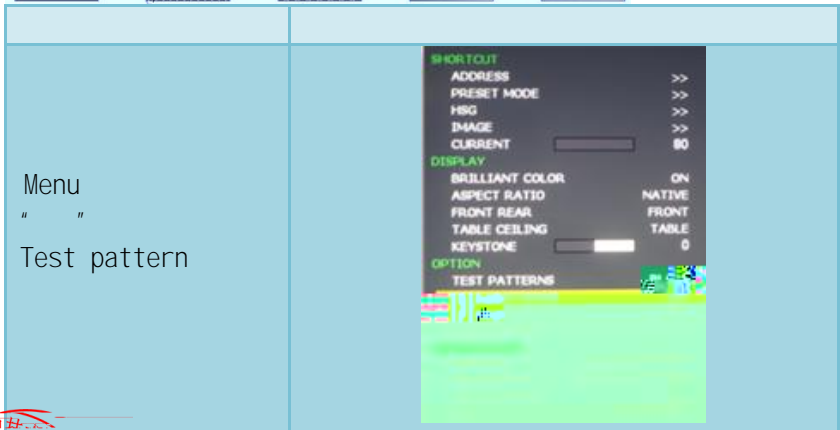 Menu
“ ”
Test pattern
SHORTCUT
ADDRESS >>
PRESET MODE >>
HSG >>
IMAGE >>
CURRENT 80
DISPLAY
BRILLIANT COLOR ON
ASPECT RATIO NATIVE
FRONT REAR FRONT
TABLE CEILING TABLE
KEYSTONE 0
OPTION
TEST PATTERNS